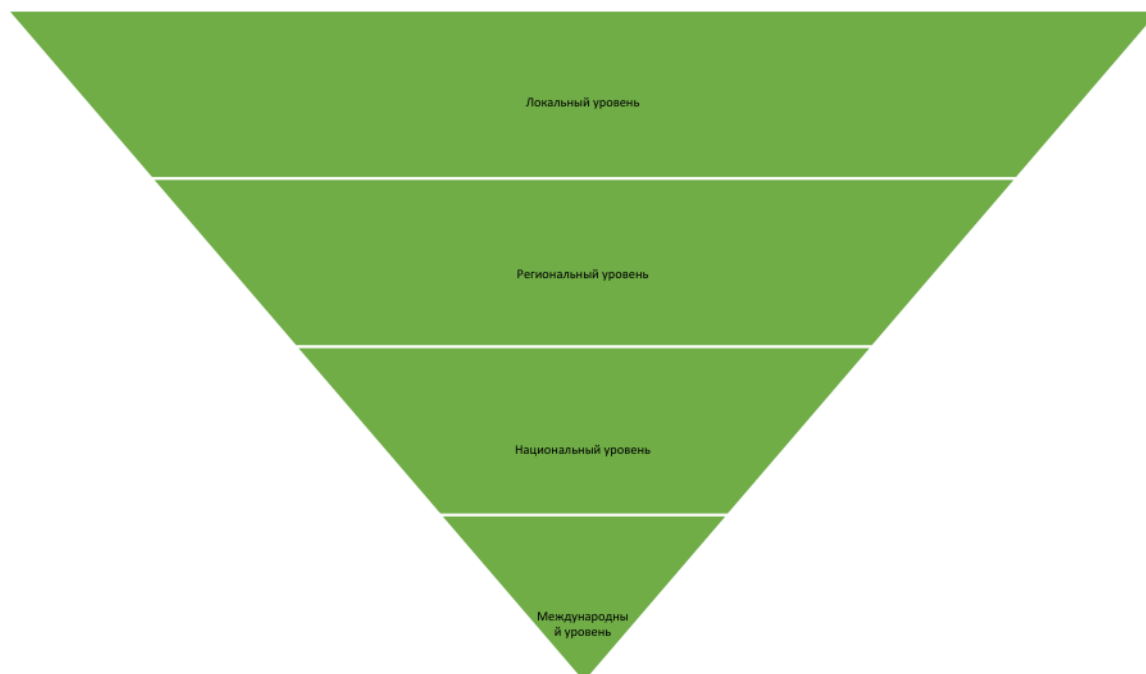 Локальный уровень
Региональный уровень
Национальный уровень
Международны
й уровень